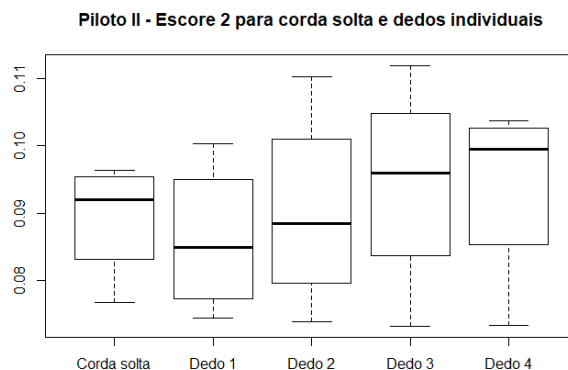 Piloto II - Escore 2 para corda solta e dedos individuais
0.11
0.10
0.09
0.08
Corda solta Dedo 1 Dedo 2 Dedo 3 Dedo 4